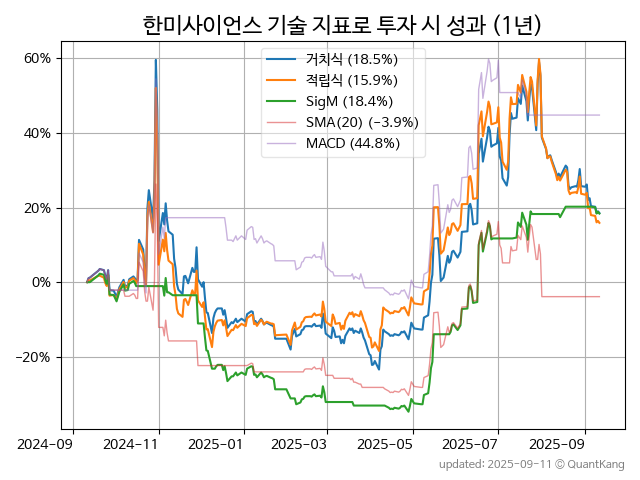 한미사이언스 기술 지표로 투자 시 성과 (1년)
60%
40%
20%
0%
−20%
거치식 (18.5%)
적립식 (15.9%)
SigM (18.4%)
SMA(20) (−3.9%)
MACD (44.8%)
2024-09
2024-11
2025-01
2025-03
2025-05
2025-07
2025-09
updated: 2025-09-11 © QuantKang